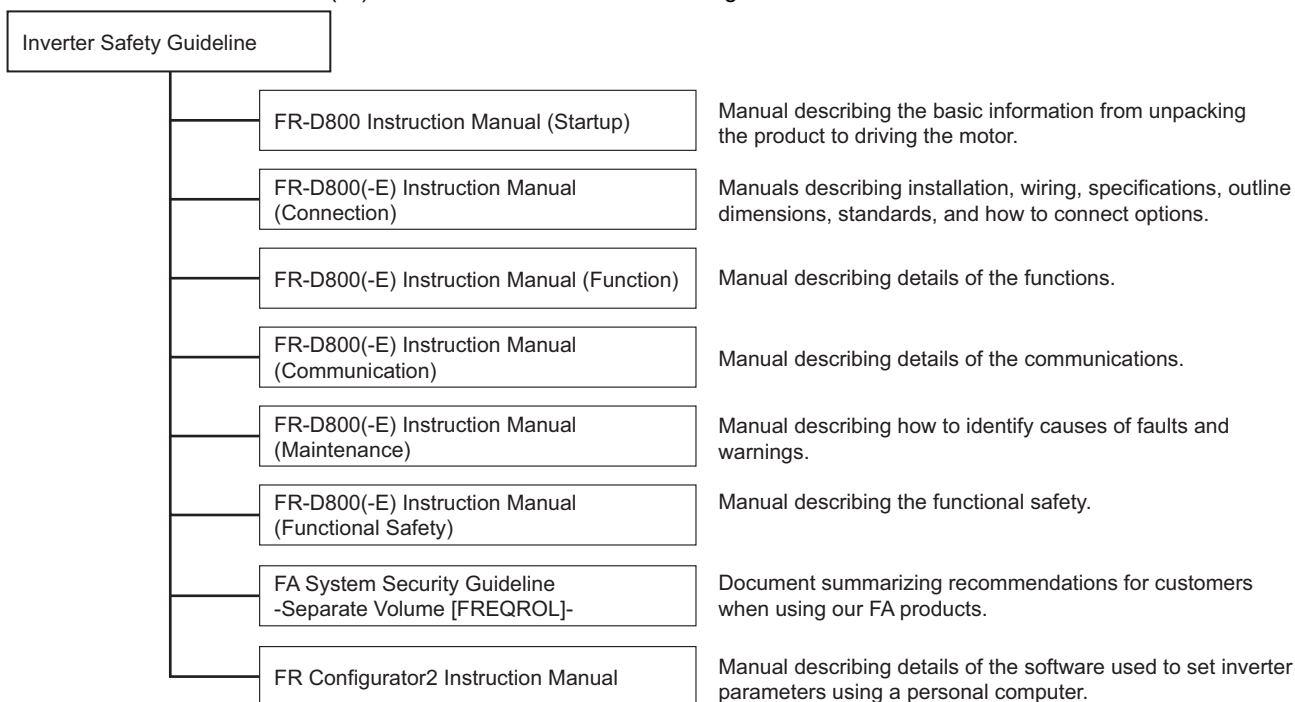 Inverter Safety Guideline
FR-D800 Instruction Manual (Startup)
Manual describing the basic information from unpacking
the product to driving the motor.
FR-D800(-E) Instruction Manual
(Connection)
Manuals describing installation, wiring, specifications, outline
dimensions, standards, and how to connect options.
FR-D800(-E) Instruction Manual (Function)
Manual describing details of the functions.
FR-D800(-E) Instruction Manual
(Communication)
Manual describing details of the communications.
FR-D800(-E) Instruction Manual
(Maintenance)
Manual describing how to identify causes of faults and
warnings.
FR-D800(-E) Instruction Manual
(Functional Safety)
Manual describing the functional safety.
FA System Security Guideline
-Separate Volume [FREQROL]-
Document summarizing recommendations for customers
when using our FA products.
FR Configurator2 Instruction Manual
Manual describing details of the software used to set inverter
parameters using a personal computer.